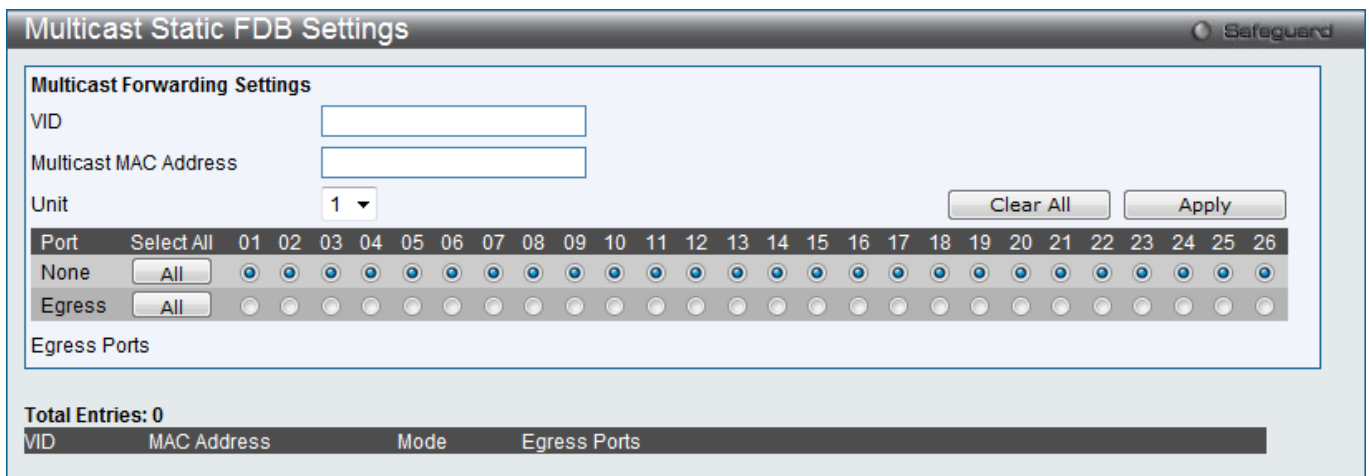 Multicast Static FDB Settings
Safeguard
Multicast Forwarding Settings
VID
Multicast MAC Address
Unit 1 Clear All Apply
Port Select All 01 02 03 04 05 06 07 08 09 10 11 12 13 14 15 16 17 18 19 20 21 22 23 24 25 26
None All
Egress All
Egress Ports
Total Entries: 0
VID MAC Address Mode Egress Ports